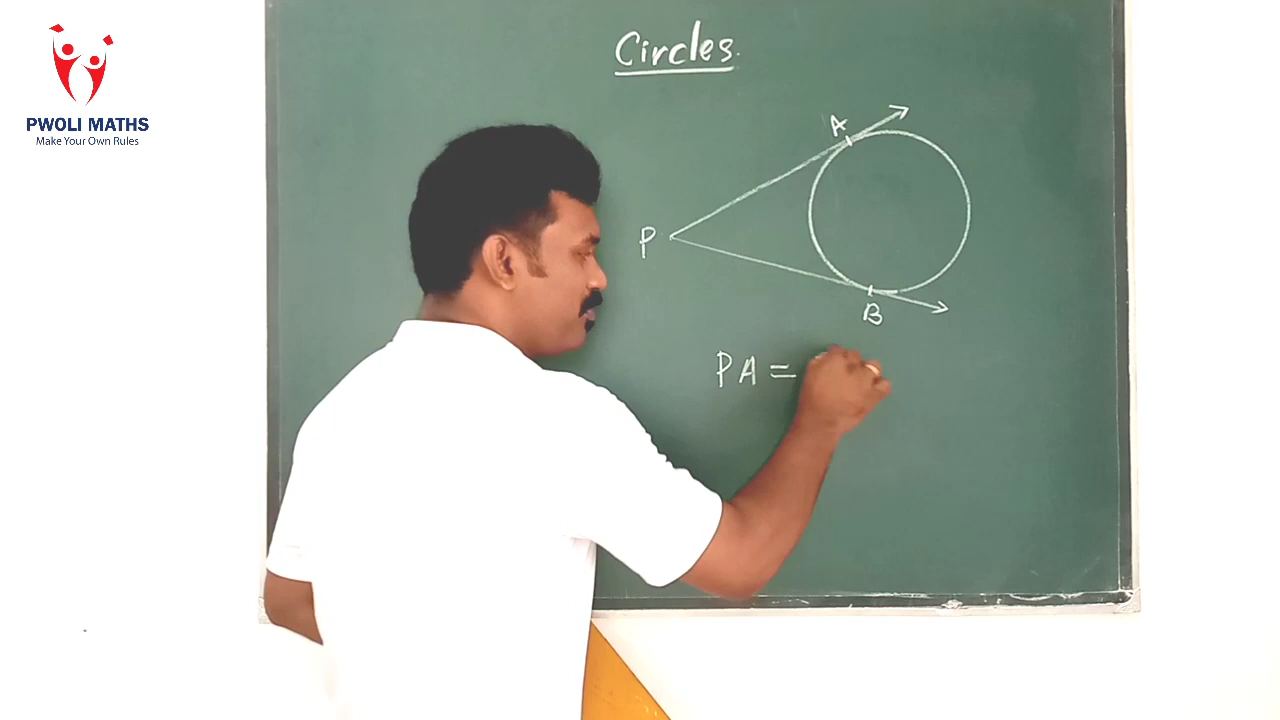 Circles.
PWOLI MATHS
Make Your Own Rules
A
P
B
PA =